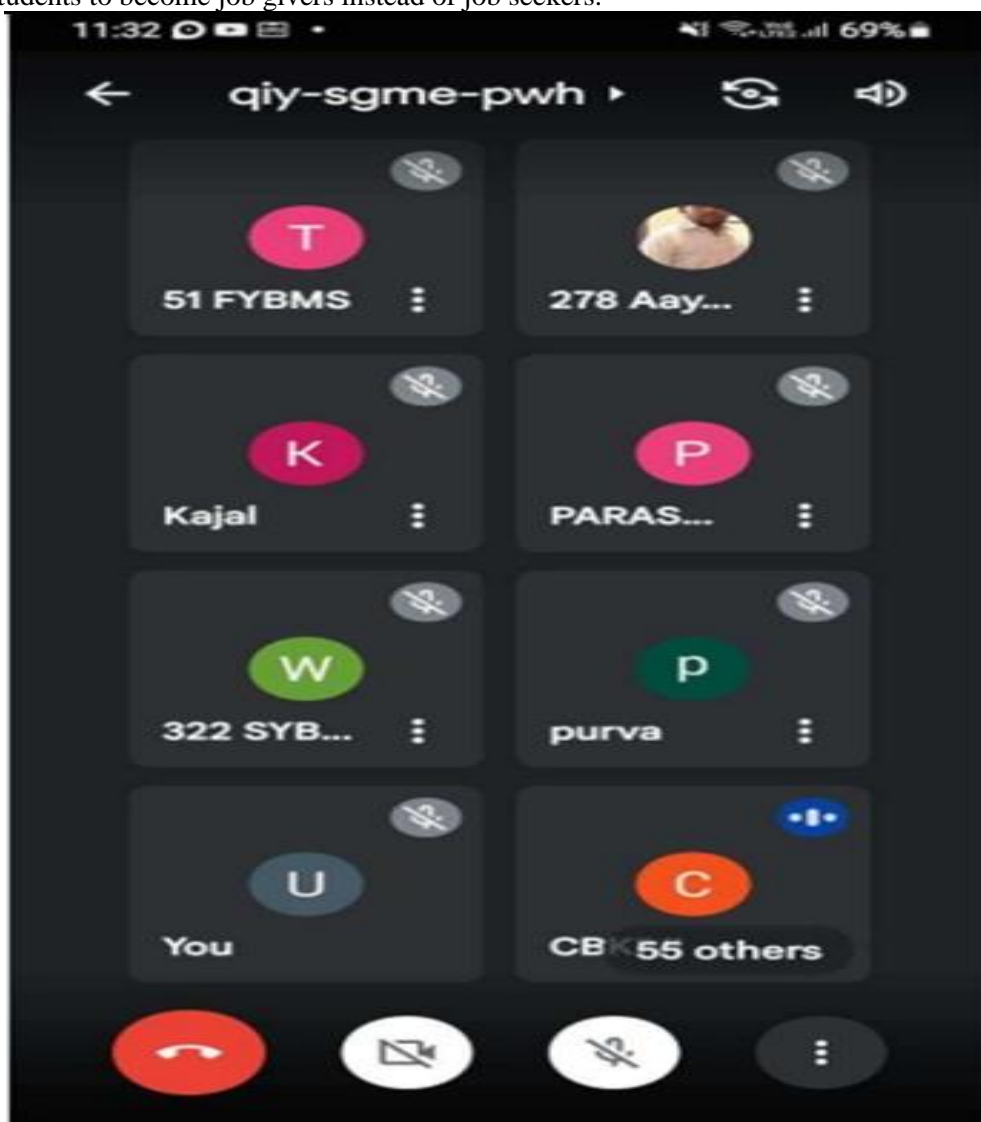 students to become job givers instead of job seekers.
11:32 69%
qiy-sgme-pwh
T
51 FYBMS
278 Aay...
K
Kajal
P
PARAS...
W
322 SYB...
p
purva
U
You
C
CB 55 others